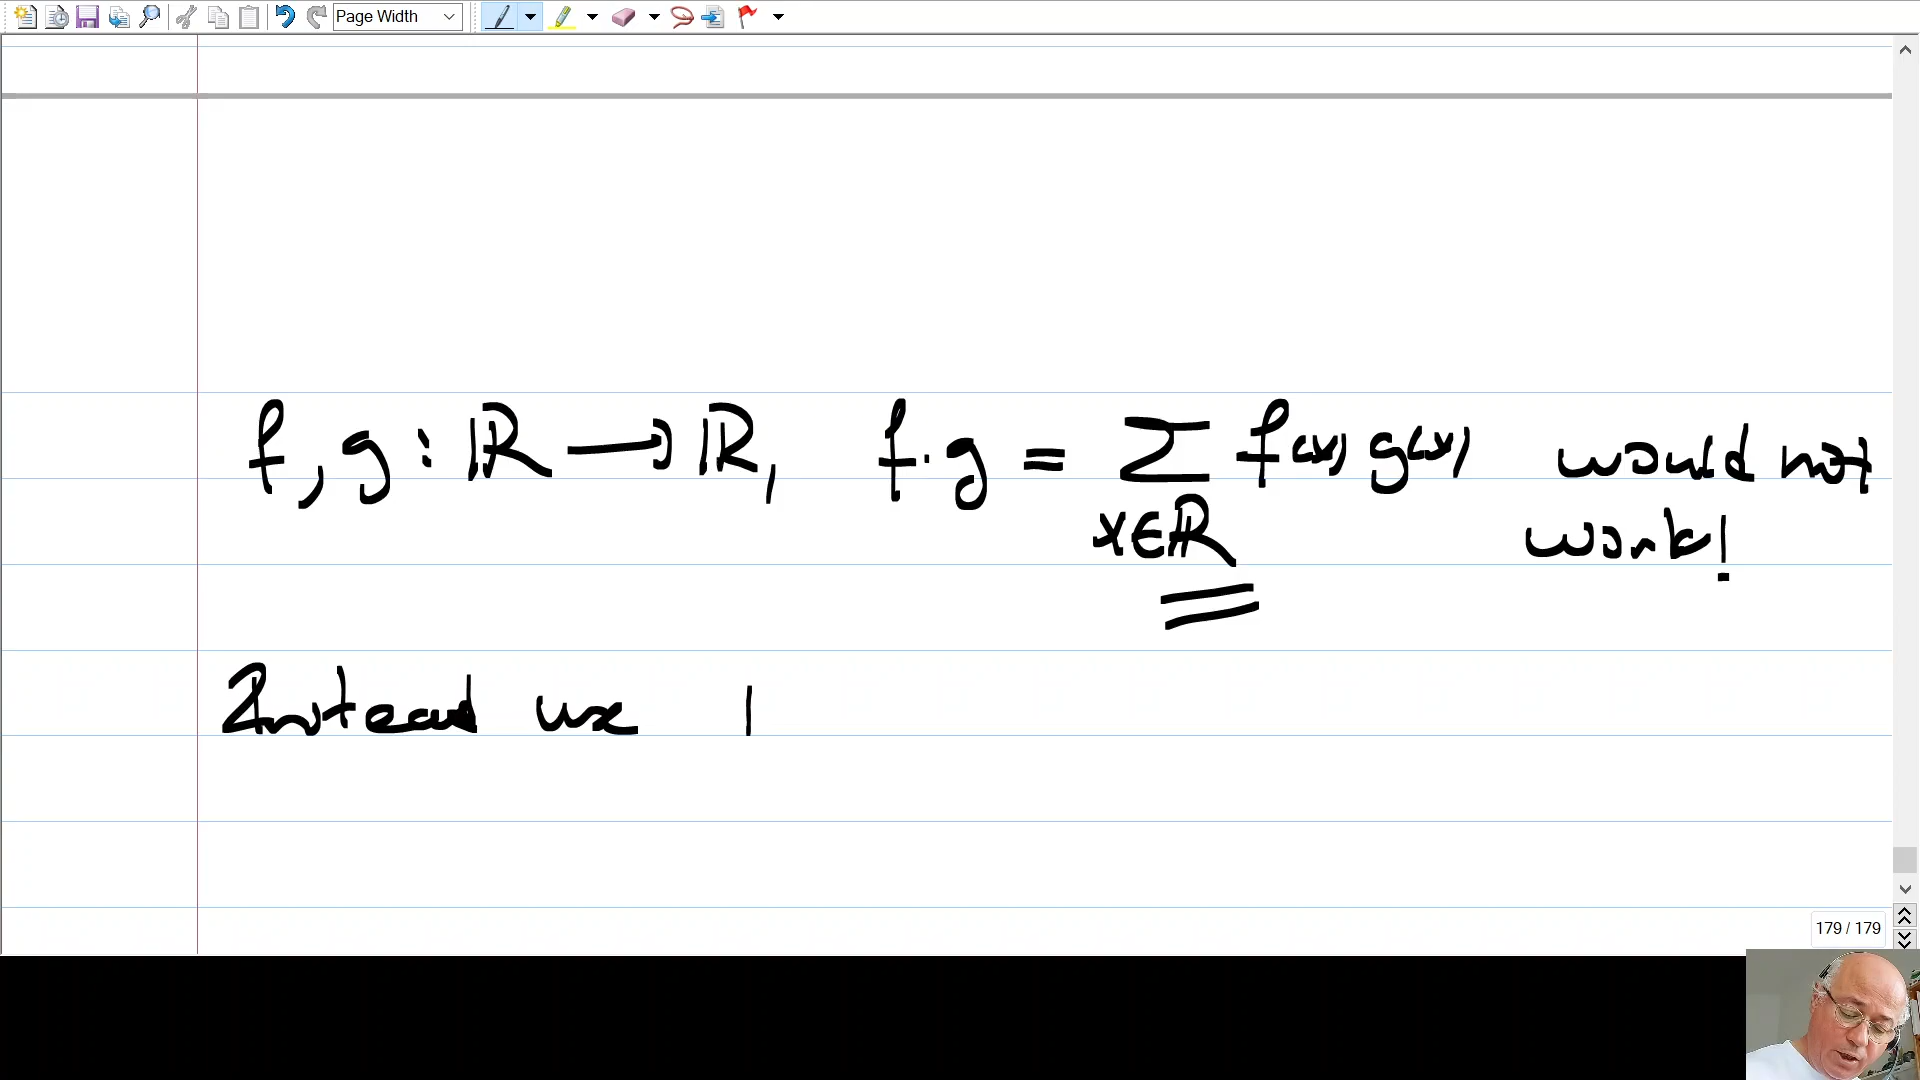 Page Width
f, g : ℝ → ℝ, f · g = ∑ f(x) g(x) would not
x∈ℝ work!
Instead use
179 / 179